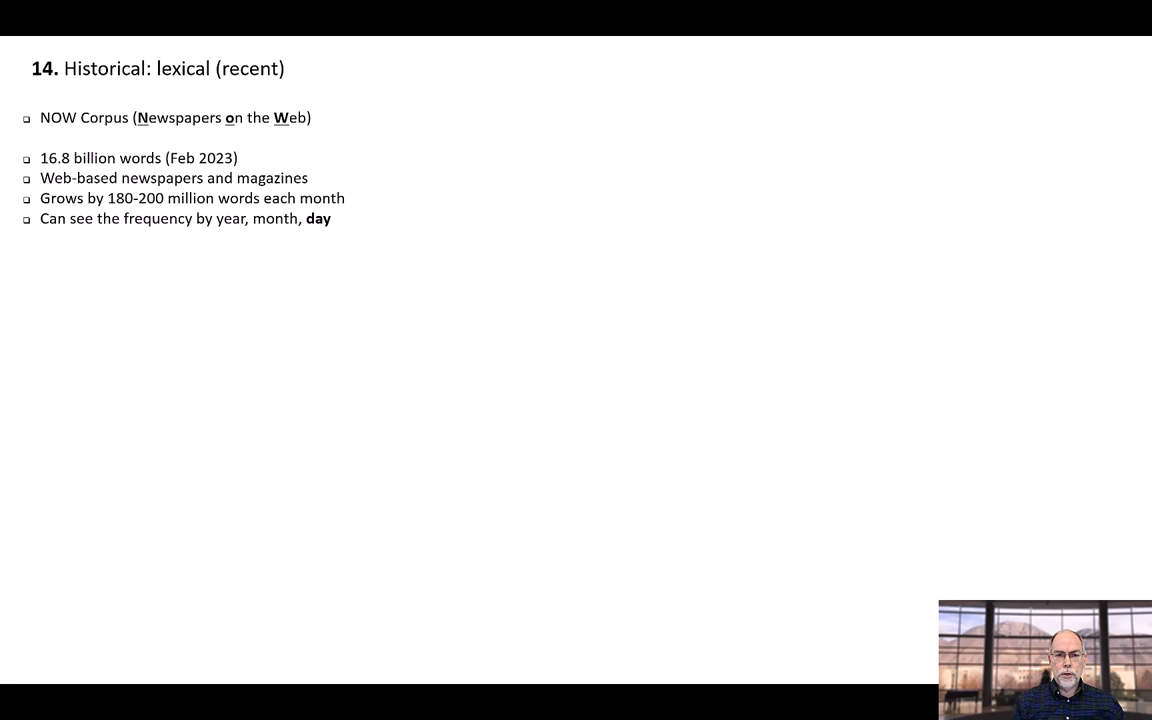 14. Historical: lexical (recent)
NOW Corpus (Newspapers on the Web)
16.8 billion words (Feb 2023)
Web-based newspapers and magazines
Grows by 180-200 million words each month
Can see the frequency by year, month, day